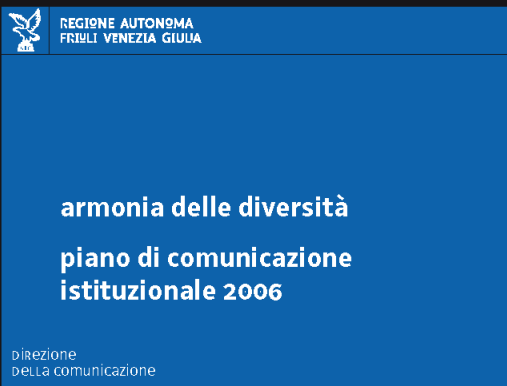 REGIONE AUTONOMA
FRIULI VENEZIA GIULIA
armonia delle diversità
piano di comunicazione
istituzionale 2006
Direzione
DELLA comunicazione